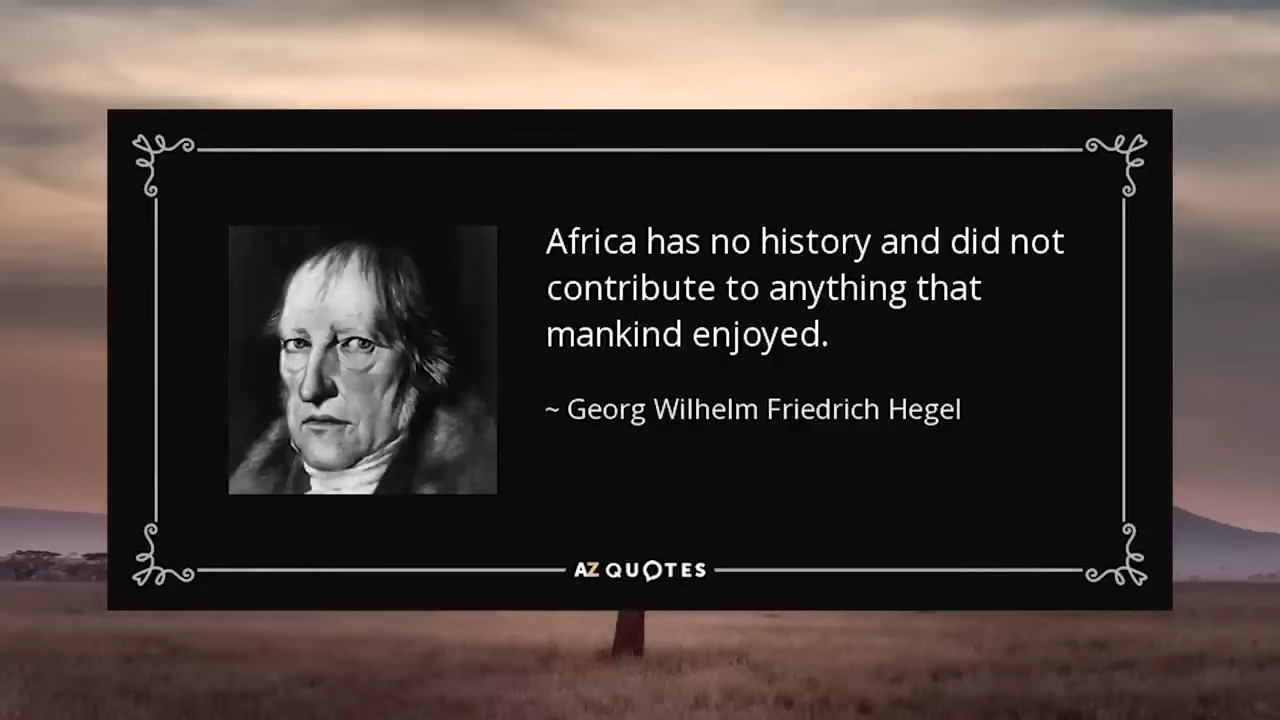 Africa has no history and did not
contribute to anything that
mankind enjoyed.
~ Georg Wilhelm Friedrich Hegel
AZ QUOTES